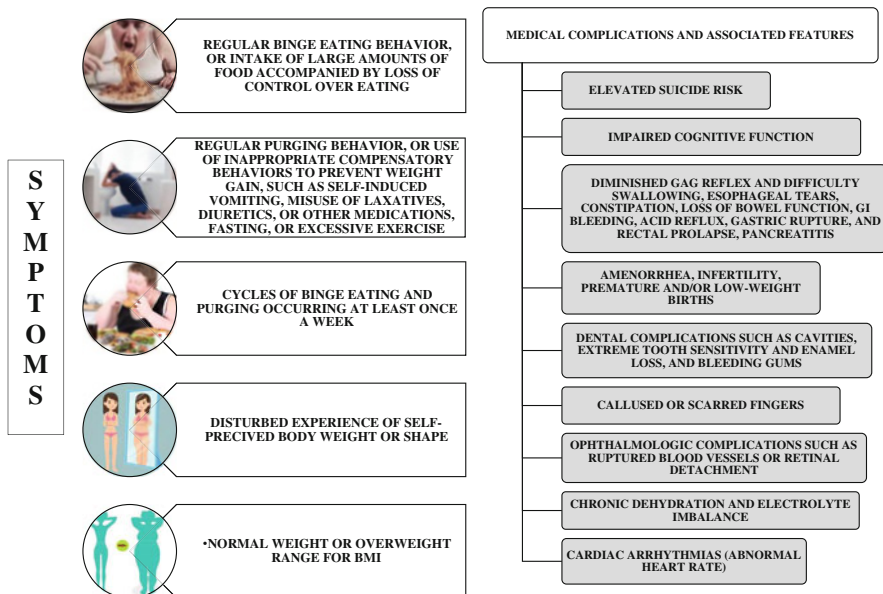 SYMPTOMS
REGULAR BINGE EATING BEHAVIOR,
OR INTAKE OF LARGE AMOUNTS OF
FOOD ACCOMPANIED BY LOSS OF
CONTROL OVER EATING
REGULAR PURGING BEHAVIOR, OR USE
OF INAPPROPRIATE COMPENSATORY
BEHAVIORS TO PREVENT WEIGHT
GAIN, SUCH AS SELF-INDUCED
VOMITING, MISUSE OF LAXATIVES,
DIURETICS, OR OTHER MEDICATIONS,
FASTING, OR EXCESSIVE EXERCISE
CYCLES OF BINGE EATING AND
PURGING OCCURRING AT LEAST ONCE
A WEEK
DISTURBED EXPERIENCE OF SELF-
PRECIVED BODY WEIGHT OR SHAPE
•NORMAL WEIGHT OR OVERWEIGHT
RANGE FOR BMI
MEDICAL COMPLICATIONS AND ASSOCIATED FEATURES
ELEVATED SUICIDE RISK
IMPAIRED COGNITIVE FUNCTION
DIMINISHED GAG REFLEX AND DIFFICULTY
SWALLOWING, ESOPHAGEAL TEARS,
CONSTIPATION, LOSS OF BOWEL FUNCTION, GI
BLEEDING, ACID REFLUX, GASTRIC RUPTURE, AND
RECTAL PROLAPSE, PANCREATITIS
AMENORRHEA, INFERTILITY,
PREMATURE AND/OR LOW-WEIGHT
BIRTHS
DENTAL COMPLICATIONS SUCH AS CAVITIES,
EXTREME TOOTH SENSITIVITY AND ENAMEL
LOSS, AND BLEEDING GUMS
CALLUSED OR SCARRED FINGERS
OPHTHALMOLOGIC COMPLICATIONS SUCH AS
RUPTURED BLOOD VESSELS OR RETINAL
DETACHMENT
CHRONIC DEHYDRATION AND ELECTROLYTE
IMBALANCE
CARDIAC ARRHYTHMIAS (ABNORMAL
HEART RATE)